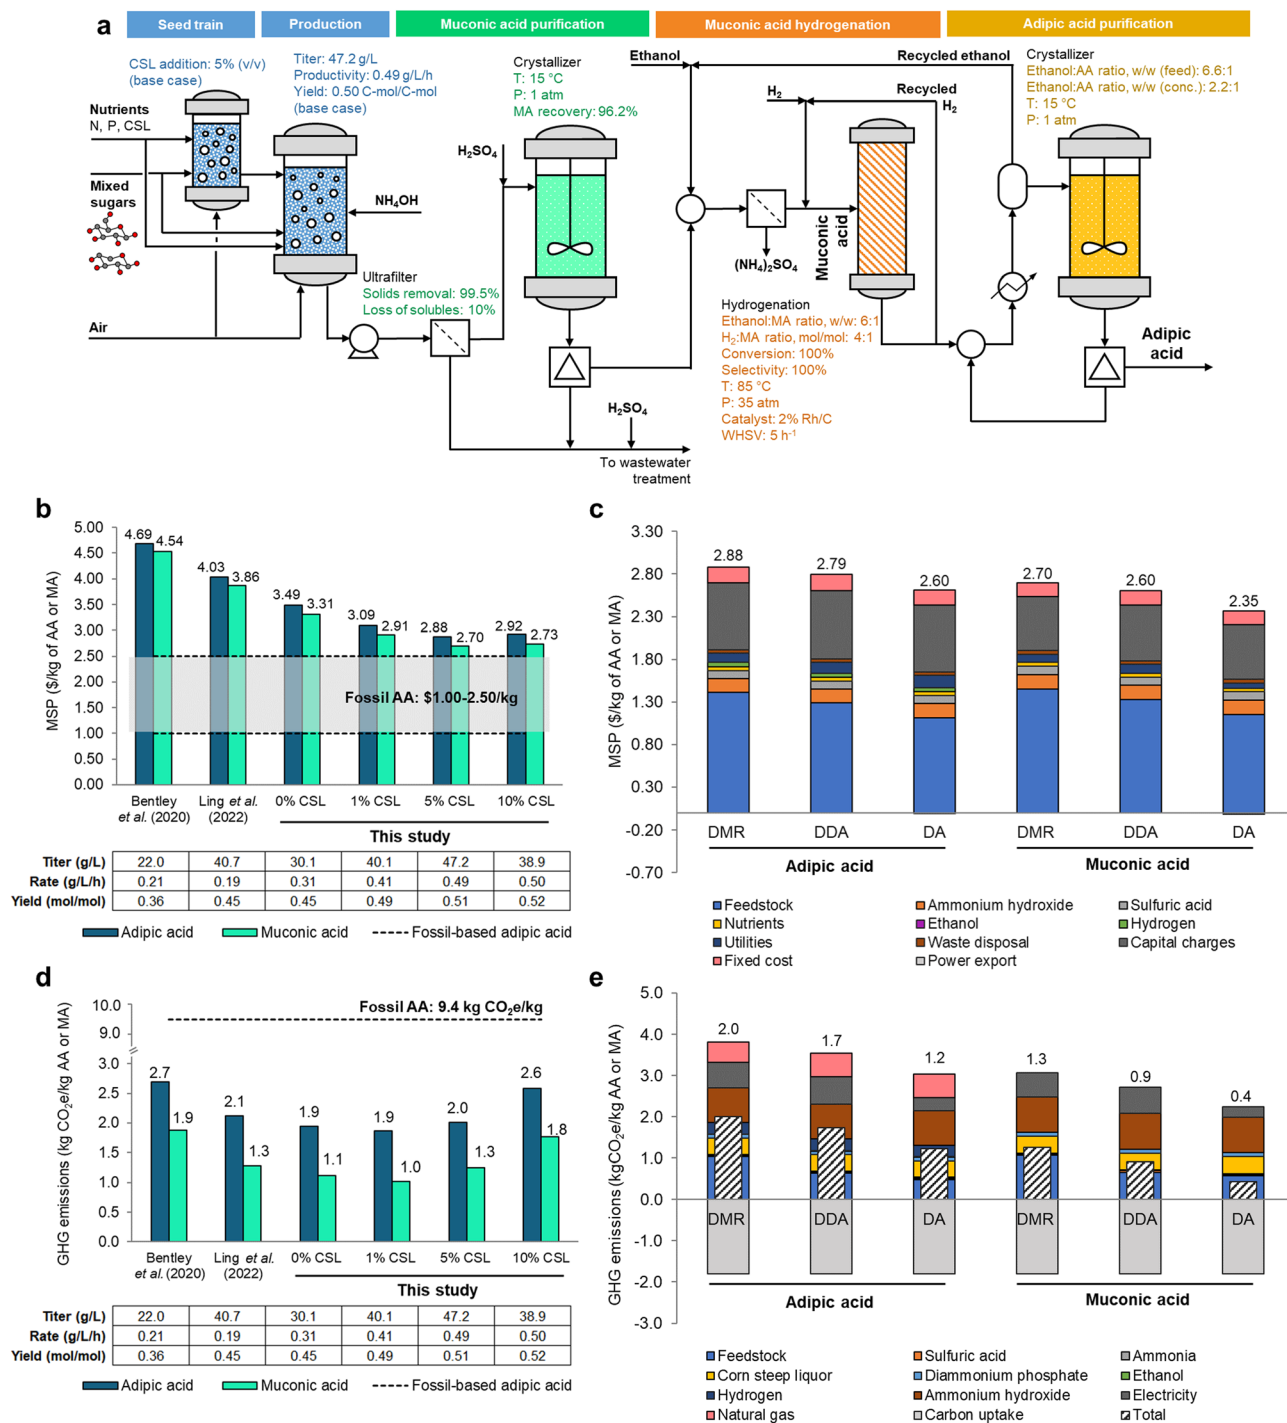 a
Seed train
Production
Muconic acid purification
Muconic acid hydrogenation
Adipic acid purification
CSL addition: 5% (v/v)
(base case)
Titer: 47.2 g/L
Productivity: 0.49 g/L/h
Yield: 0.50 C-mol/C-mol
(base case)
Crystallizer
T: 15 °C
P: 1 atm
MA recovery: 96.2%
Ethanol
Recycled ethanol
H2
Recycled
H2
Crystallizer
Ethanol:AA ratio, w/w (feed): 6.6:1
Ethanol:AA ratio, w/w (conc.): 2.2:1
T: 15 °C
P: 1 atm
Nutrients
N, P, CSL
Mixed
sugars
Air
NH4OH
H2SO4
Ultrafilter
Solids removal: 99.5%
Loss of solubles: 10%
H2SO4
To wastewater
treatment
(NH4)2SO4
Muconic
acid
Hydrogenation
Ethanol:MA ratio, w/w: 6:1
H2:MA ratio, mol/mol: 4:1
Conversion: 100%
Selectivity: 100%
T: 85 °C
P: 35 atm
Catalyst: 2% Rh/C
WHSV: 5 h-1
Adipic
acid
b
MSP ($/kg of AA or MA)
5.00
4.50
4.00
3.50
3.00
2.50
2.00
1.50
1.00
0.50
0.00
4.69 4.54
4.03 3.86
3.49 3.31
3.09 2.91
2.88 2.70
2.92 2.73
Fossil AA: $1.00-2.50/kg
Bentley
et al. (2020)
Ling et al.
(2022)
0% CSL 1% CSL 5% CSL 10% CSL
This study
Titer (g/L) 22.0 40.7 30.1 40.1 47.2 38.9
Rate (g/L/h) 0.21 0.19 0.31 0.41 0.49 0.50
Yield (mol/mol) 0.36 0.45 0.45 0.49 0.51 0.52
Adipic acid Muconic acid Fossil-based adipic acid
c
MSP ($/kg of AA or MA)
3.30
2.80
2.30
1.80
1.30
0.80
0.30
-0.20
-0.70
2.88 2.79 2.60 2.70 2.60 2.35
DMR DDA DA DMR DDA DA
Adipic acid Muconic acid
Feedstock Ammonium hydroxide Sulfuric acid
Nutrients Ethanol Hydrogen
Utilities Waste disposal Capital charges
Fixed cost Power export
d
GHG emissions (kg CO2e/kg AA or MA)
10.0
9.0
3.0
2.5
2.0
1.5
1.0
0.5
0.0
Fossil AA: 9.4 kg CO2e/kg
2.7 1.9
2.1 1.3
1.9 1.1
1.9 1.0
2.0 1.3
2.6 1.8
Bentley
et al. (2020)
Ling et al.
(2022)
0% CSL 1% CSL 5% CSL 10% CSL
This study
Titer (g/L) 22.0 40.7 30.1 40.1 47.2 38.9
Rate (g/L/h) 0.21 0.19 0.31 0.41 0.49 0.50
Yield (mol/mol) 0.36 0.45 0.45 0.49 0.51 0.52
Adipic acid Muconic acid Fossil-based adipic acid
e
GHG emissions (kgCO2e/kg AA or MA)
5.0
4.0
3.0
2.0
1.0
0.0
-1.0
-2.0
-3.0
2.0 1.7 1.2 1.3 0.9 0.4
DMR DDA DA DMR DDA DA
Adipic acid Muconic acid
Feedstock Sulfuric acid Ammonia
Corn steep liquor Diammonium phosphate Ethanol
Hydrogen Ammonium hydroxide Electricity
Natural gas Carbon uptake Total